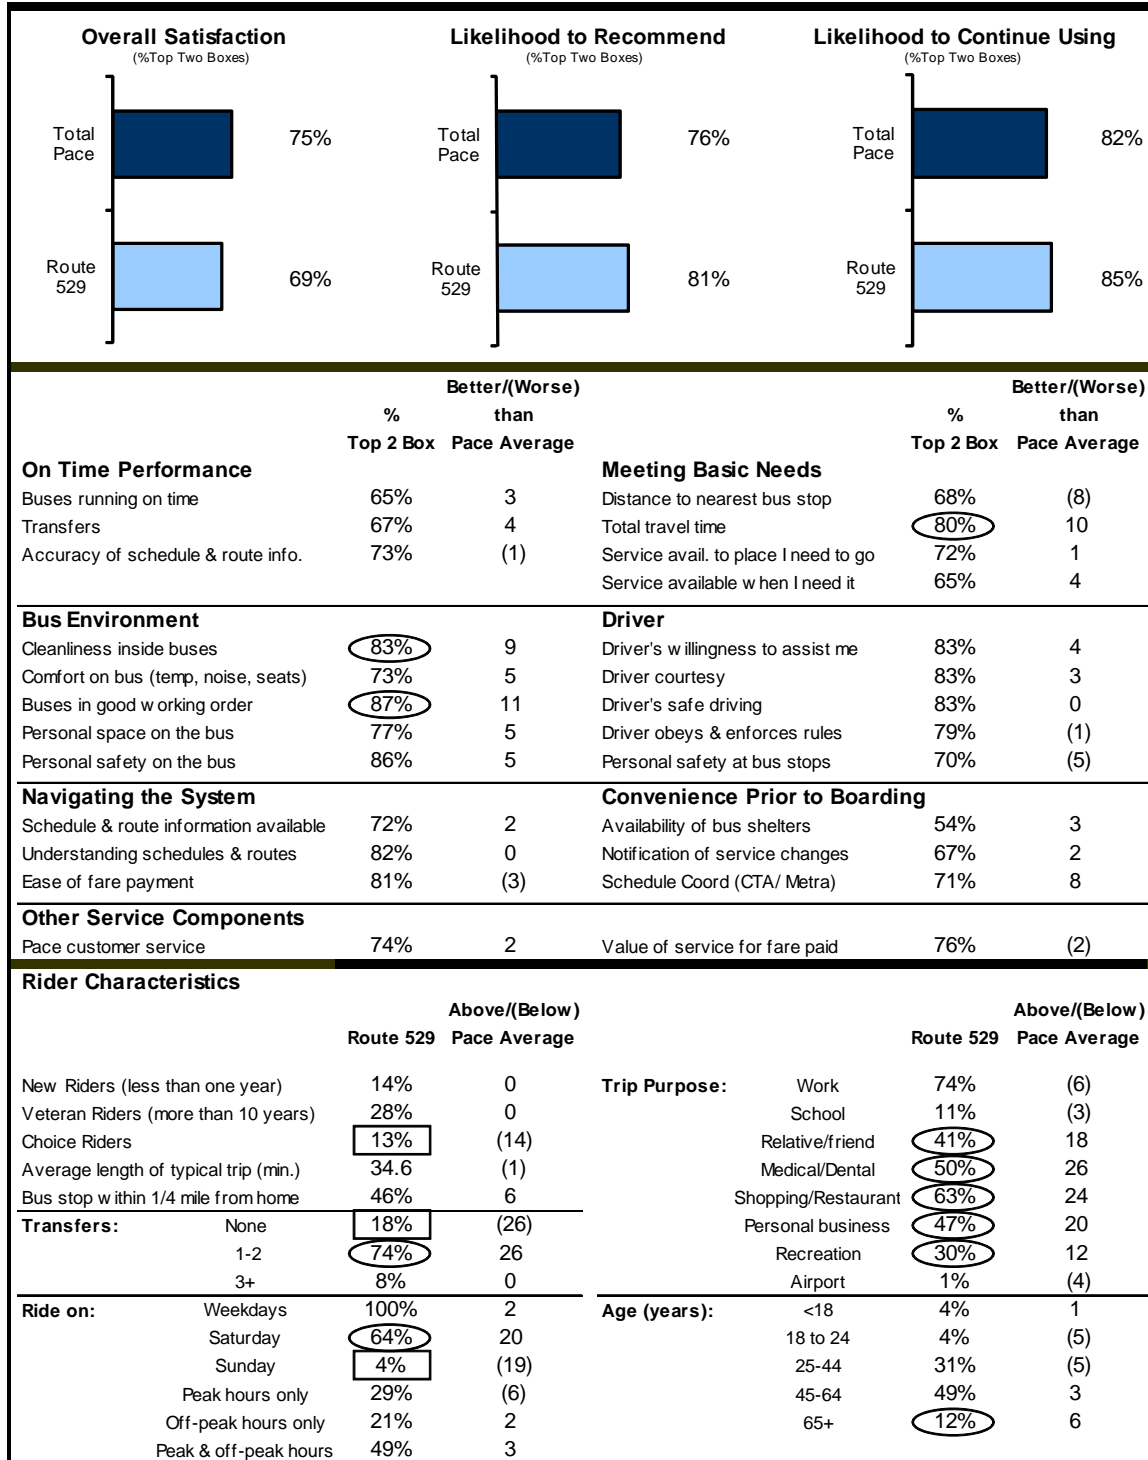 Overall Satisfaction
(%Top Two Boxes)
Total Pace 75%
Route 529 69%
Likelihood to Recommend
(%Top Two Boxes)
Total Pace 76%
Route 529 81%
Likelihood to Continue Using
(%Top Two Boxes)
Total Pace 82%
Route 529 85%
% Top 2 Box Better/(Worse) than Pace Average
On Time Performance
Buses running on time 65% 3
Transfers 67% 4
Accuracy of schedule & route info. 73% (1)
% Top 2 Box Better/(Worse) than Pace Average
Meeting Basic Needs
Distance to nearest bus stop 68% (8)
Total travel time 80% 10
Service avail. to place I need to go 72% 1
Service available when I need it 65% 4
Bus Environment
Cleanliness inside buses 83% 9
Comfort on bus (temp, noise, seats) 73% 5
Buses in good working order 87% 11
Personal space on the bus 77% 5
Personal safety on the bus 86% 5
Driver
Driver's willingness to assist me 83% 4
Driver courtesy 83% 3
Driver's safe driving 83% 0
Driver obeys & enforces rules 79% (1)
Personal safety at bus stops 70% (5)
Navigating the System
Schedule & route information available 72% 2
Understanding schedules & routes 82% 0
Ease of fare payment 81% (3)
Convenience Prior to Boarding
Availability of bus shelters 54% 3
Notification of service changes 67% 2
Schedule Coord (CTA/ Metra) 71% 8
Other Service Components
Pace customer service 74% 2
Value of service for fare paid 76% (2)
Rider Characteristics
Route 529 Above/(Below) Pace Average
New Riders (less than one year) 14% 0
Veteran Riders (more than 10 years) 28% 0
Choice Riders 13% (14)
Average length of typical trip (min.) 34.6 (1)
Bus stop within 1/4 mile from home 46% 6
Transfers: None 18% (26)
1-2 74% 26
3+ 8% 0
Ride on: Weekdays 100% 2
Saturday 64% 20
Sunday 4% (19)
Peak hours only 29% (6)
Off-peak hours only 21% 2
Peak & off-peak hours 49% 3
Route 529 Above/(Below) Pace Average
Trip Purpose: Work 74% (6)
School 11% (3)
Relative/friend 41% 18
Medical/Dental 50% 26
Shopping/Restaurant 63% 24
Personal business 47% 20
Recreation 30% 12
Airport 1% (4)
Age (years): <18 4% 1
18 to 24 4% (5)
25-44 31% (5)
45-64 49% 3
65+ 12% 6